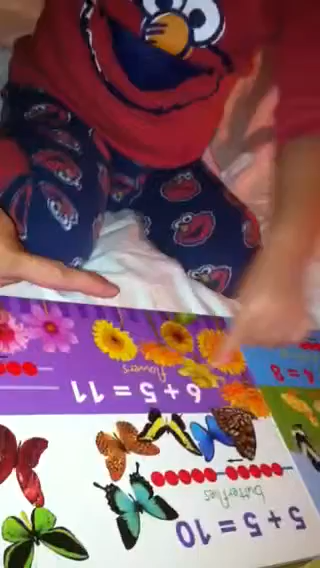 5 + 5 = 10
butterflies
6 + 5 = 11
flowers
4 = 8